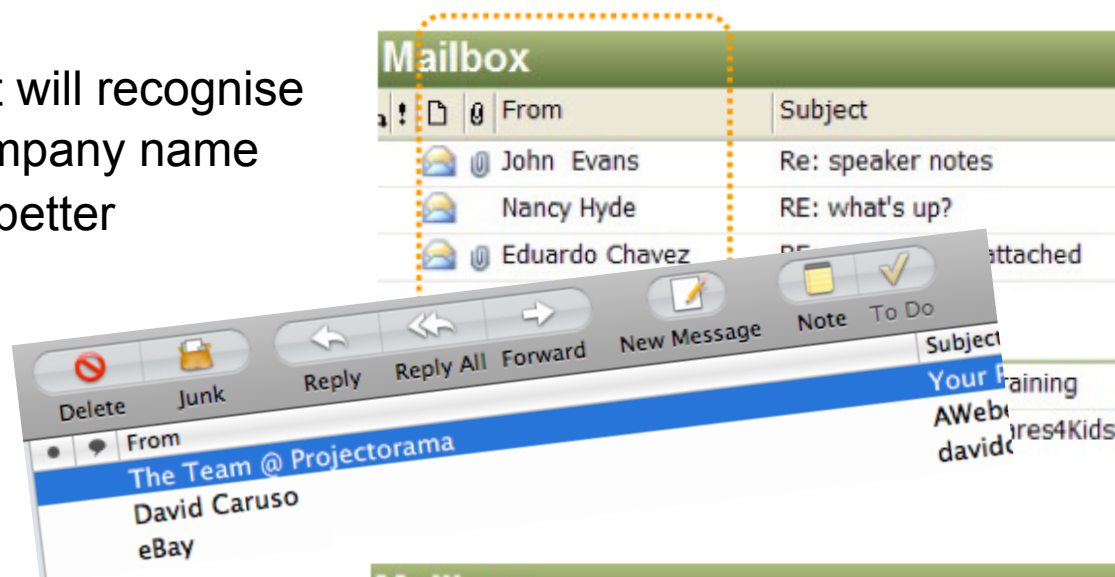 will recognise
mpany name
better
Mailbox
From Subject
John Evans Re: speaker notes
Nancy Hyde RE: what's up?
Eduardo Chavez attached
Delete Junk Reply Reply All Forward New Message Note To Do
From Subject
The Team @ Projectorama Your
David Caruso AWebe
eBay david
raining
ares4Kids